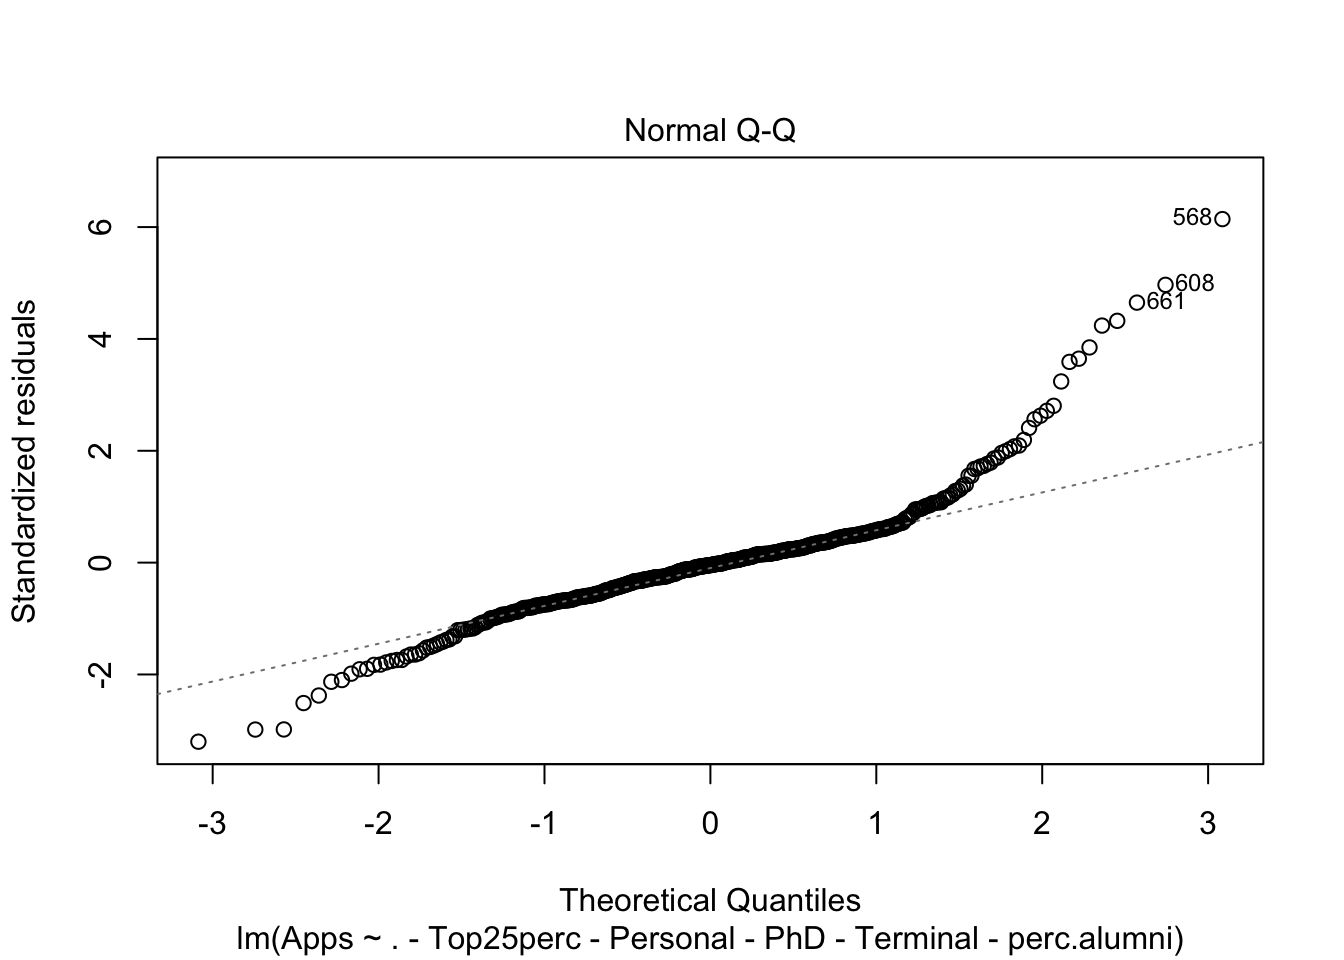 Normal Q-Q
Standardized residuals
6
4
2
0
-2
568
608
661
-3 -2 -1 0 1 2 3
Theoretical Quantiles
lm(Apps ~ . - Top25perc - Personal - PhD - Terminal - perc.alumni)